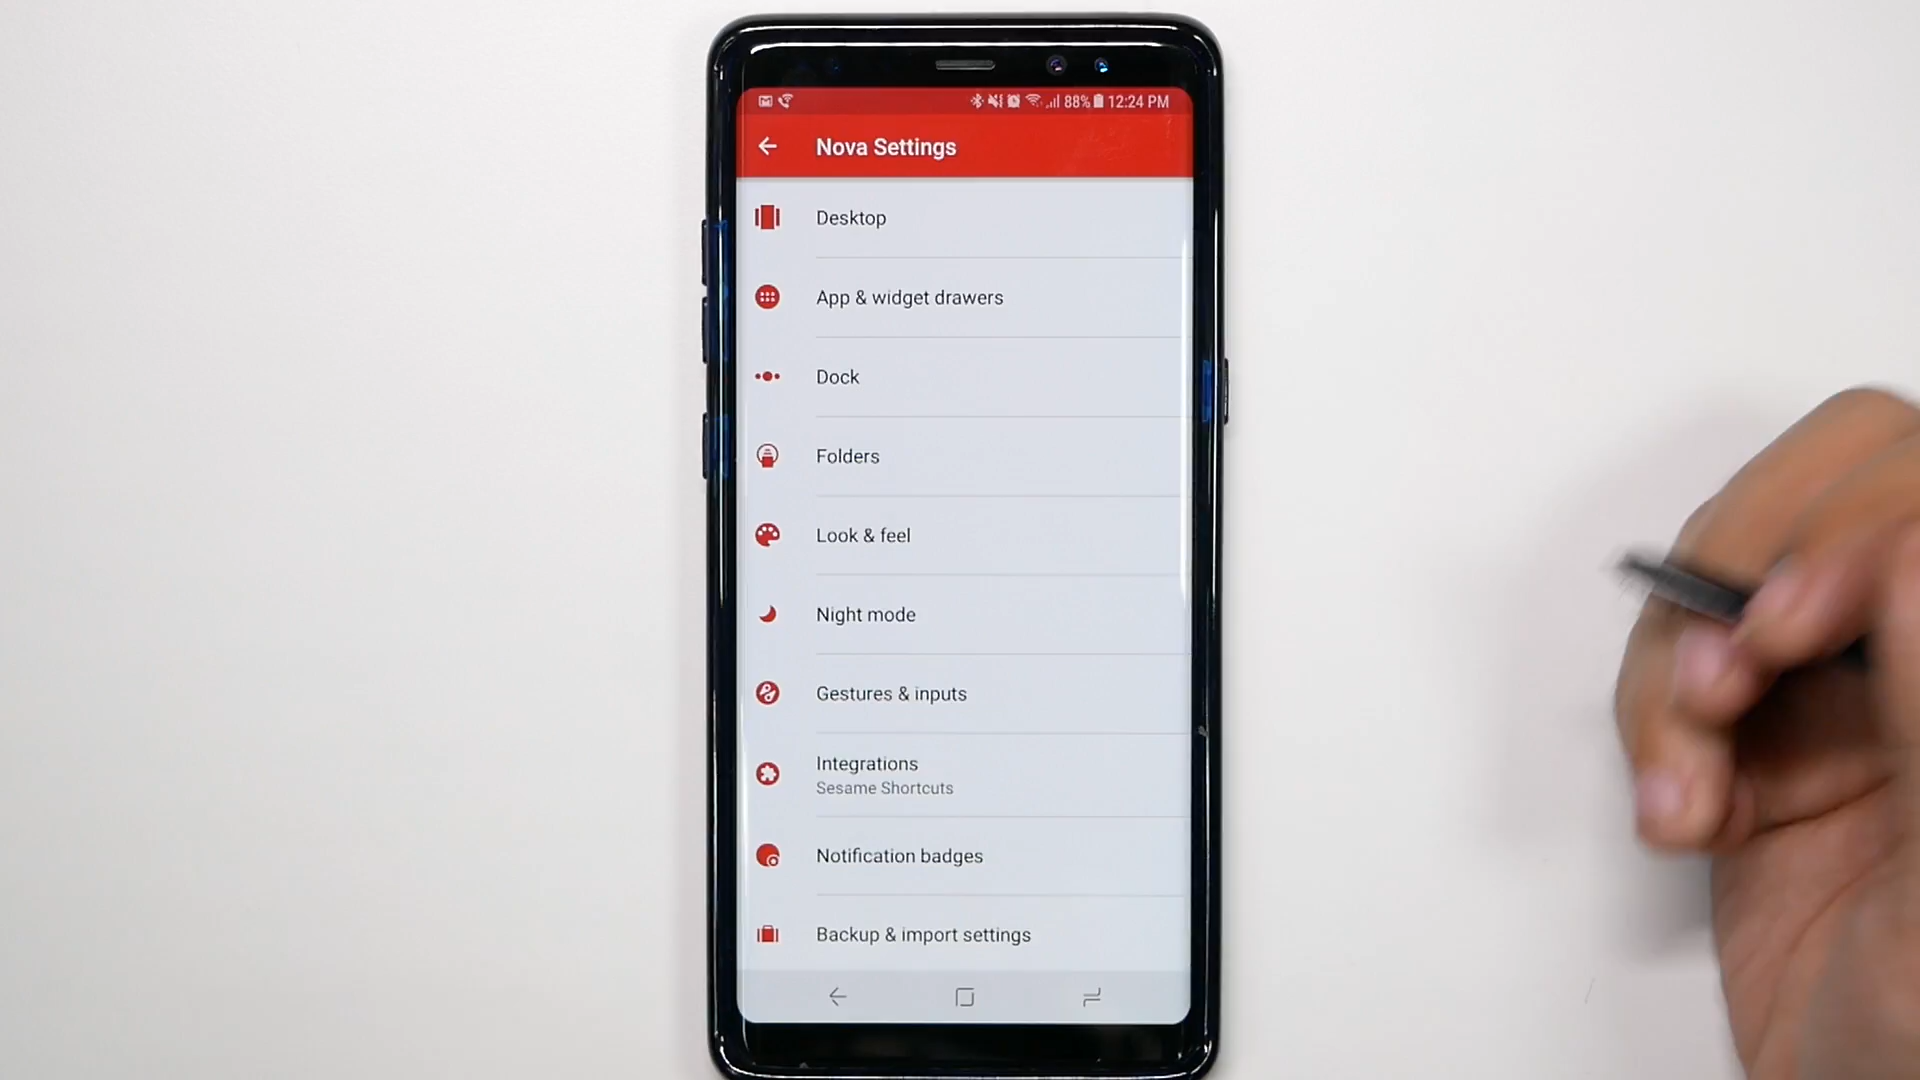 88% 12:24 PM
Nova Settings
Desktop
App & widget drawers
Dock
Folders
Look & feel
Night mode
Gestures & inputs
Integrations
Sesame Shortcuts
Notification badges
Backup & import settings